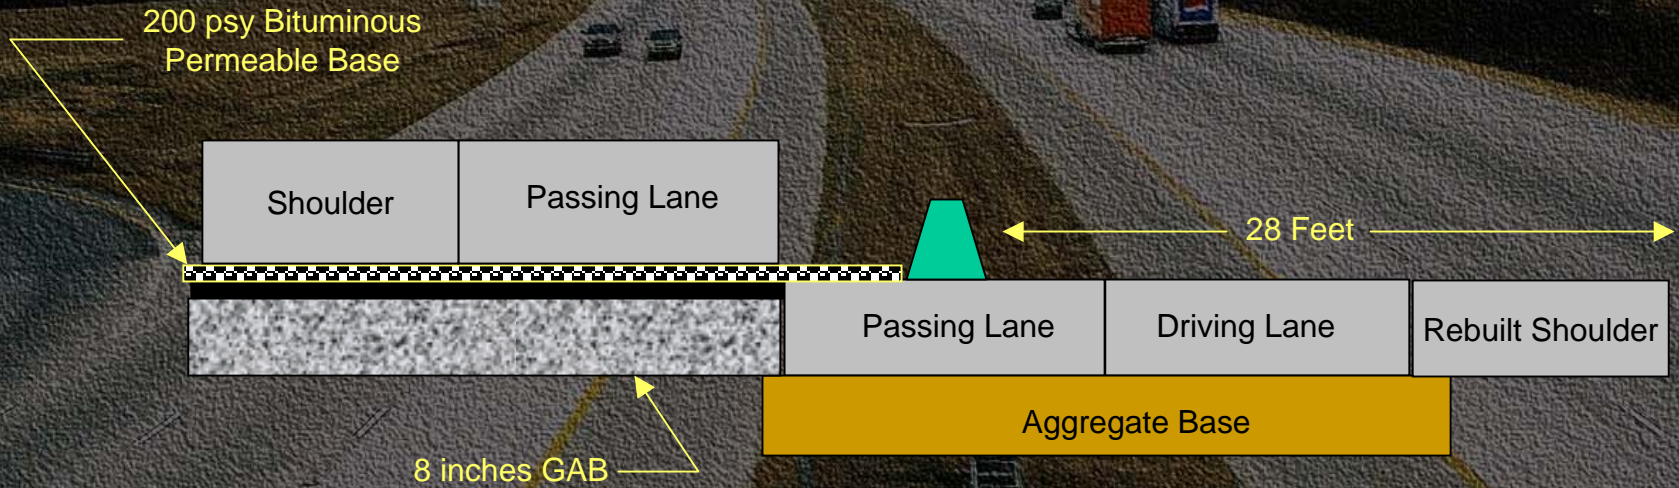 200 psy Bituminous
Permeable Base
Shoulder
Passing Lane
28 Feet
Passing Lane
Driving Lane
Rebuilt Shoulder
Aggregate Base
8 inches GAB